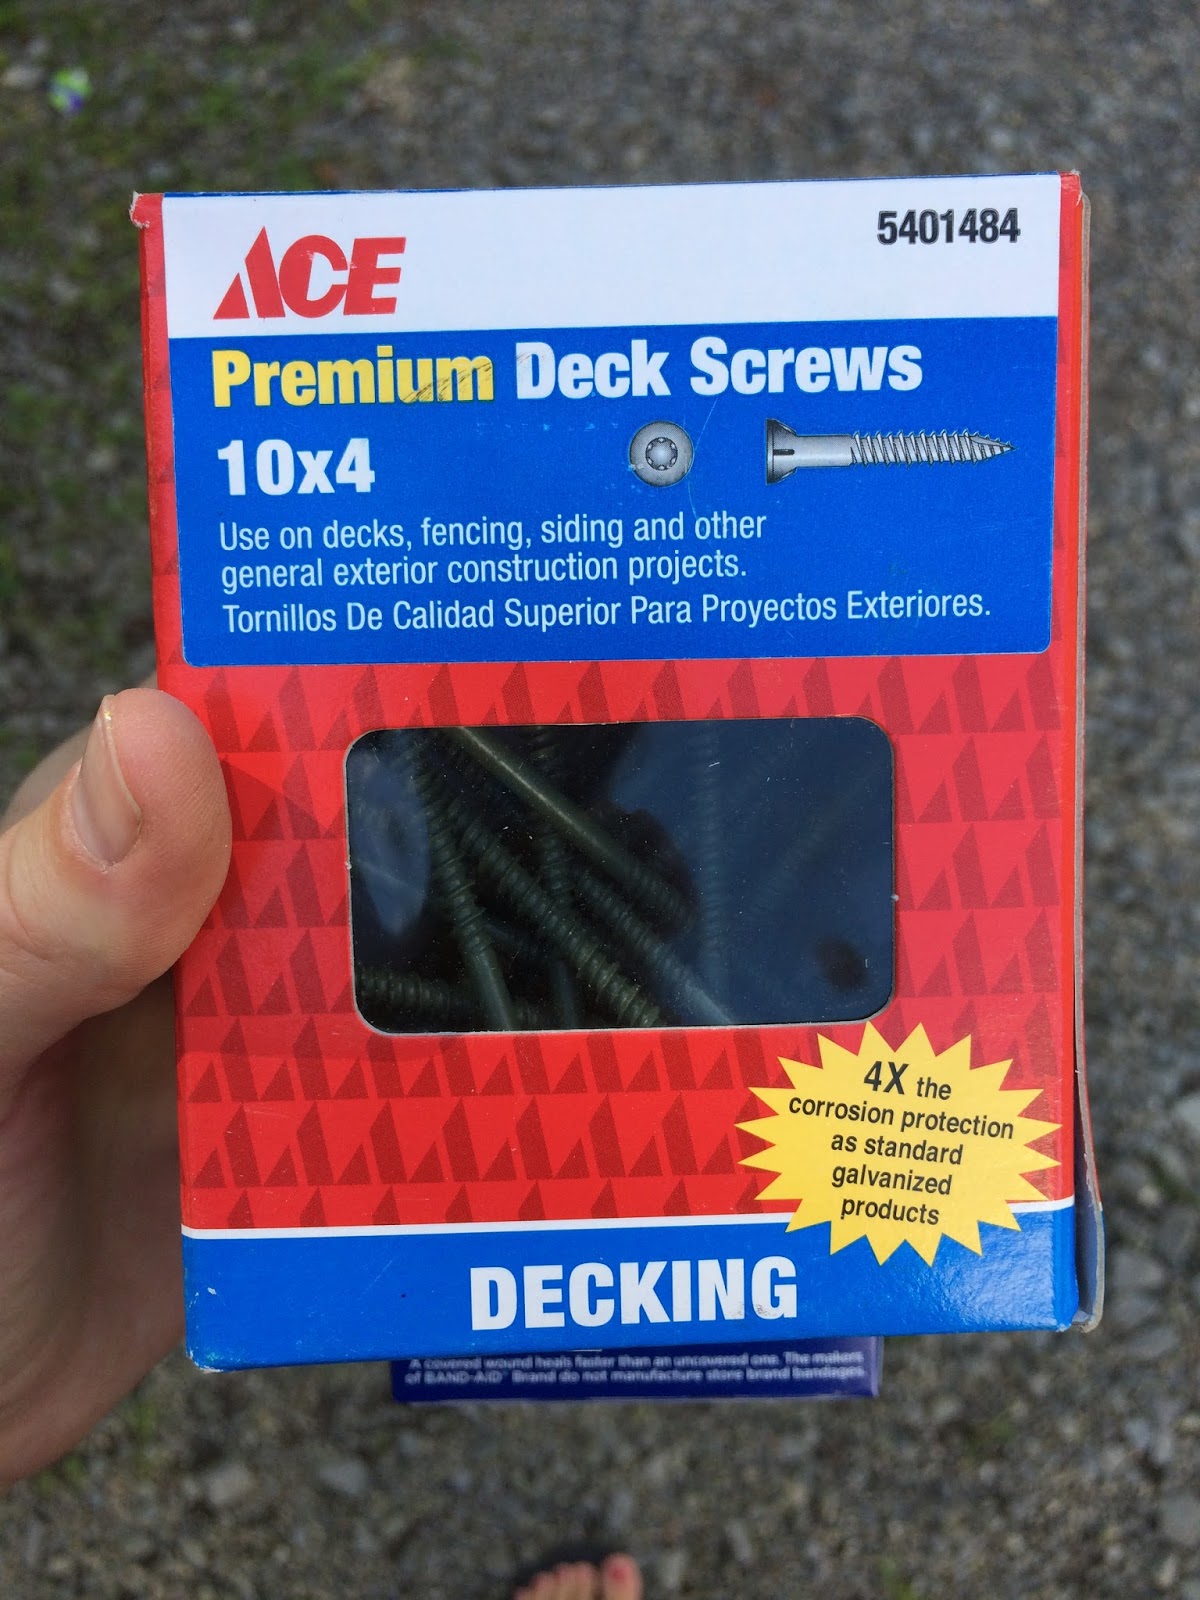 ACE
5401484
Premium Deck Screws
10x4
Use on decks, fencing, siding and other
general exterior construction projects.
Tornillos De Calidad Superior Para Proyectos Exteriores.
4X the
corrosion protection
as standard
galvanized
products
DECKING
A covered wound heals faster than an uncovered one. The makers
of BAND-AID™ Brand do not manufacture store brand bandages.